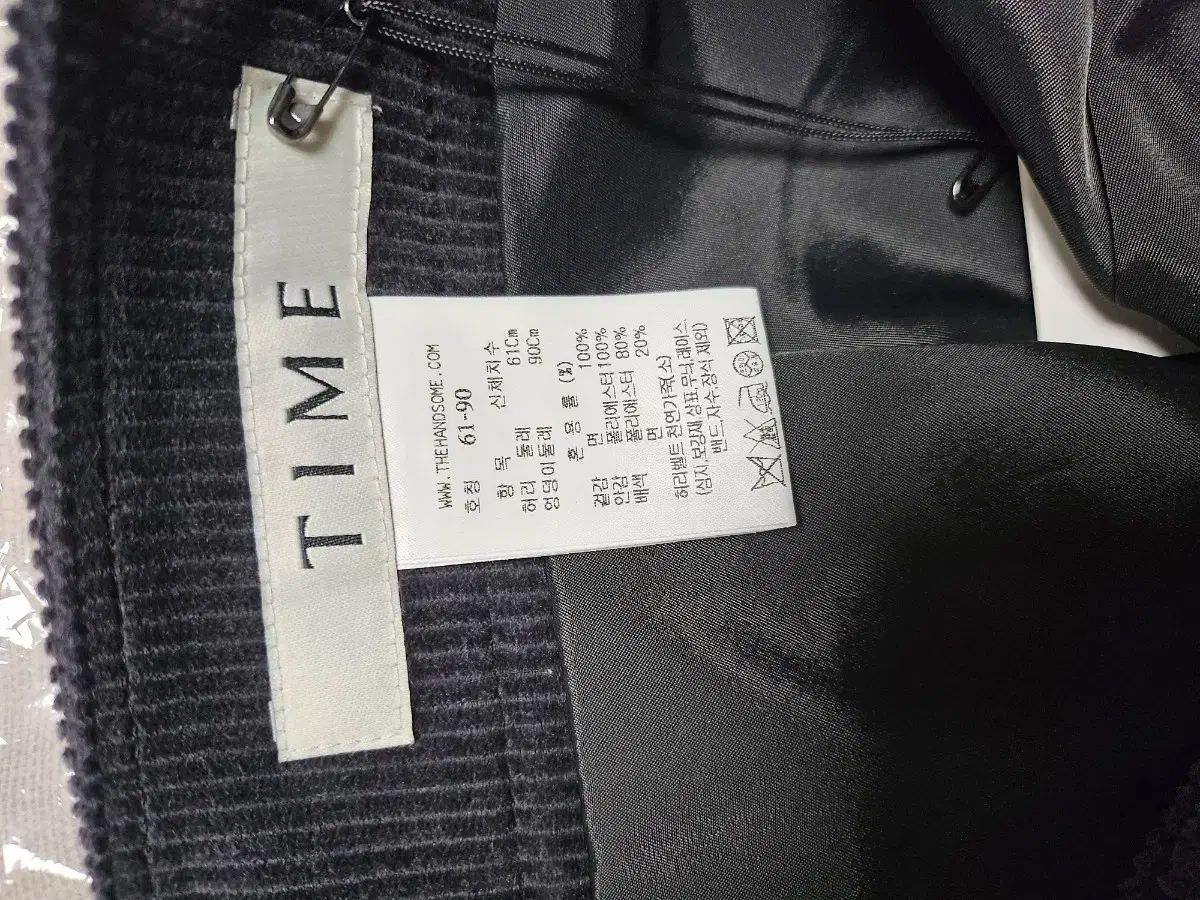 TIME
WWW.THEHANDSOME.COM
호칭 61-90
항 목 신체치수
허리 둘레 61Cm
엉덩이둘레 90Cm
혼 용 률 (%)
겉감 면 100%
안감 폴리에스터100%
배색 폴리에스터 80%
면 20%
허리벨트 천연가죽(소)
(심지,보강재,상표,무늬,레이스,
밴드,자수,장식 제외)